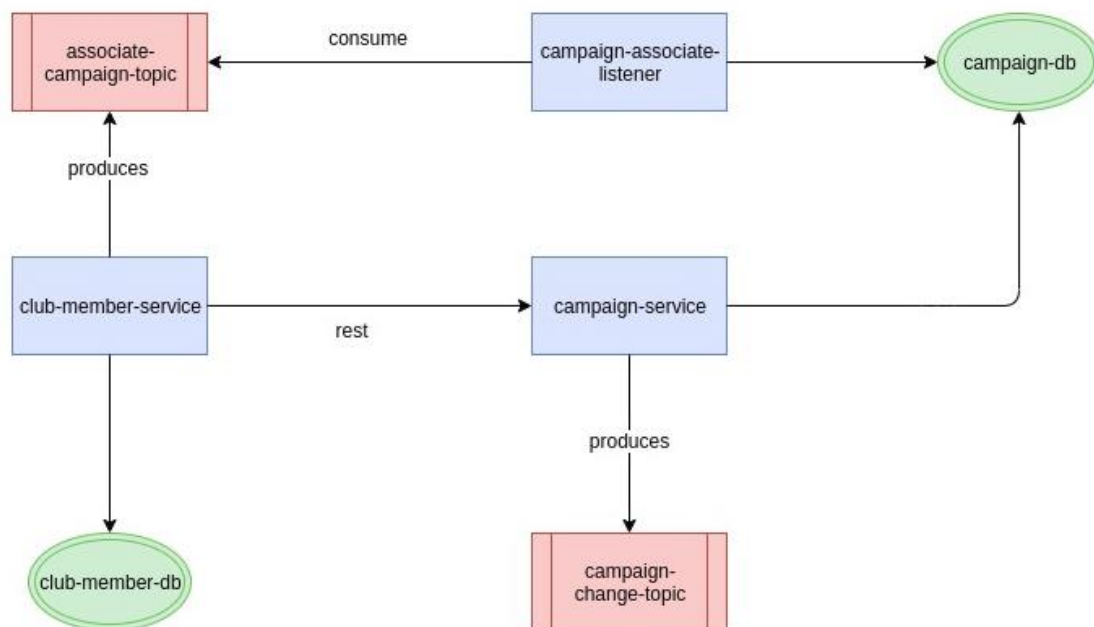 associate-
campaign-topic
consume
campaign-associate-
listener
campaign-db
produces
club-member-service
rest
campaign-service
produces
club-member-db
campaign-
change-topic